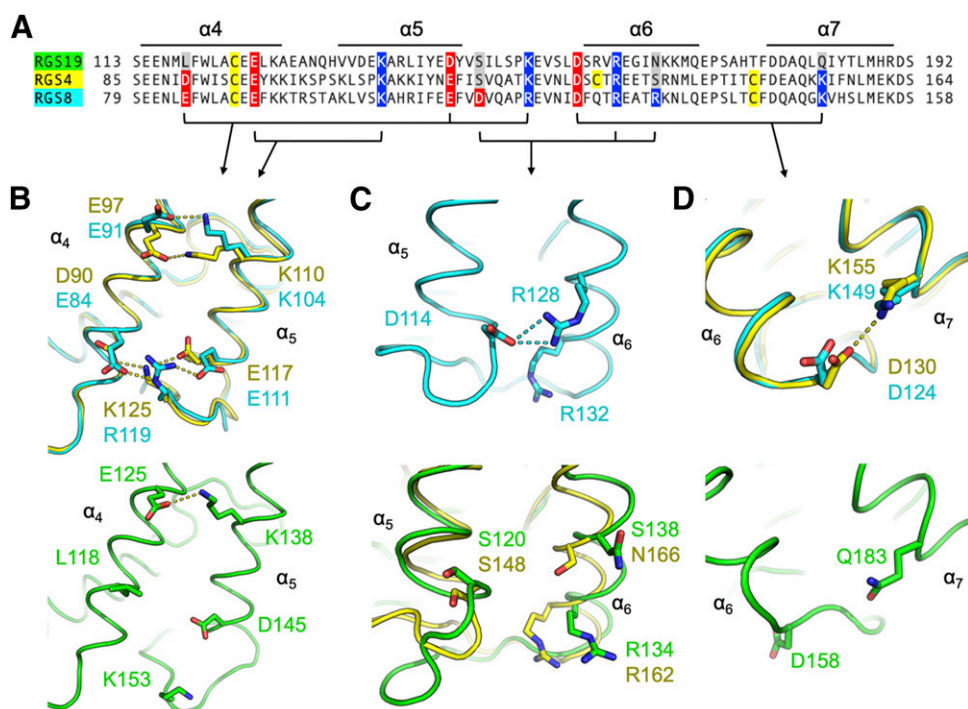 A
α4 α5 α6 α7
RGS19 113 SEENMLFWLACEELKAEANQHVVDEKARLIYEDYVSILSPKEVSLDSRVREGINKKMQEPSAHTFDDAQLQIYTLMHRDS 192
RGS4 85 SEENIDFWISCEEYKKIKSPSKLSPKAKKIYNEFISVQATKEVNLDSCTREETSRNMLEPTITCFDEAQKKIFNLMEKDS 164
RGS8 79 SEENLEFWLACEEFKKTRSTAKLVSKAHRIFEEFVDVQAPREVNIDFQTREATRKNLQEPSLTCFDQAQGKVHSLMEKDS 158
B
E97
E91
α4
D90
E84
K110
K104
α5
E117
E111
K125
R119
E125
α4
K138
L118
α5
D145
K153
C
α5
R128
D114
α6
R132
α5
S120
S148
S138
N166
α6
R134
R162
D
K155
K149
α6
α7
D130
D124
Q183
α6
α7
D158